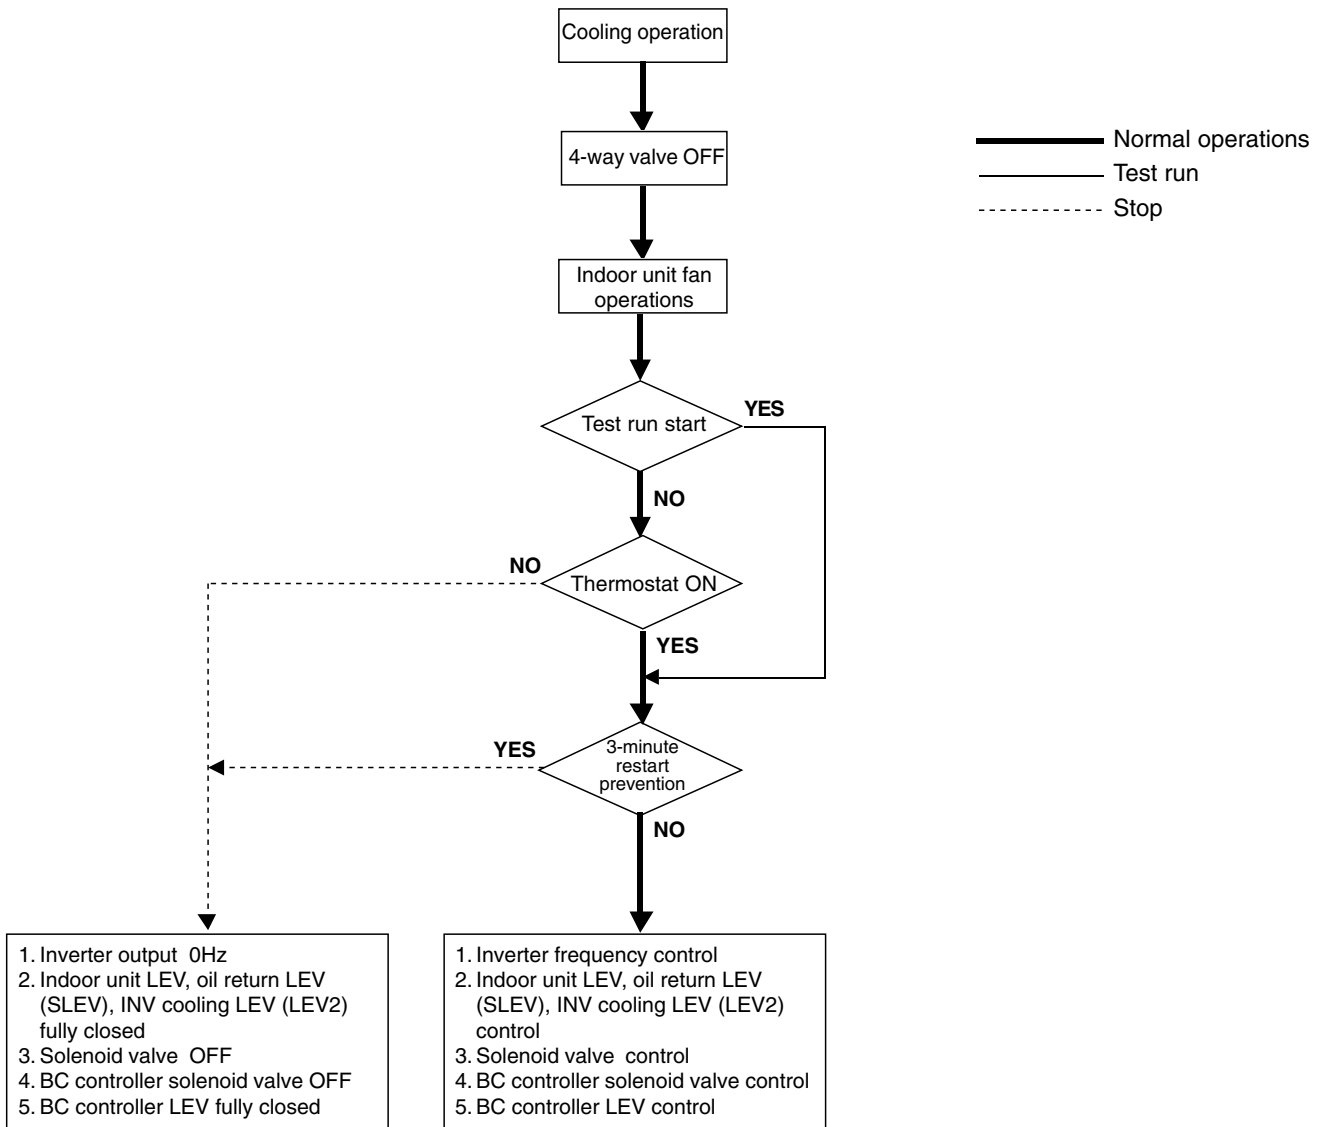 Cooling operation
4-way valve OFF
Normal operations
Test run
Stop
Indoor unit fan
operations
Test run start
YES
NO
NO
Thermostat ON
YES
YES
3-minute
restart
prevention
NO
1. Inverter output 0Hz
2. Indoor unit LEV, oil return LEV
(SLEV), INV cooling LEV (LEV2)
fully closed
3. Solenoid valve OFF
4. BC controller solenoid valve OFF
5. BC controller LEV fully closed
1. Inverter frequency control
2. Indoor unit LEV, oil return LEV
(SLEV), INV cooling LEV (LEV2)
control
3. Solenoid valve control
4. BC controller solenoid valve control
5. BC controller LEV control